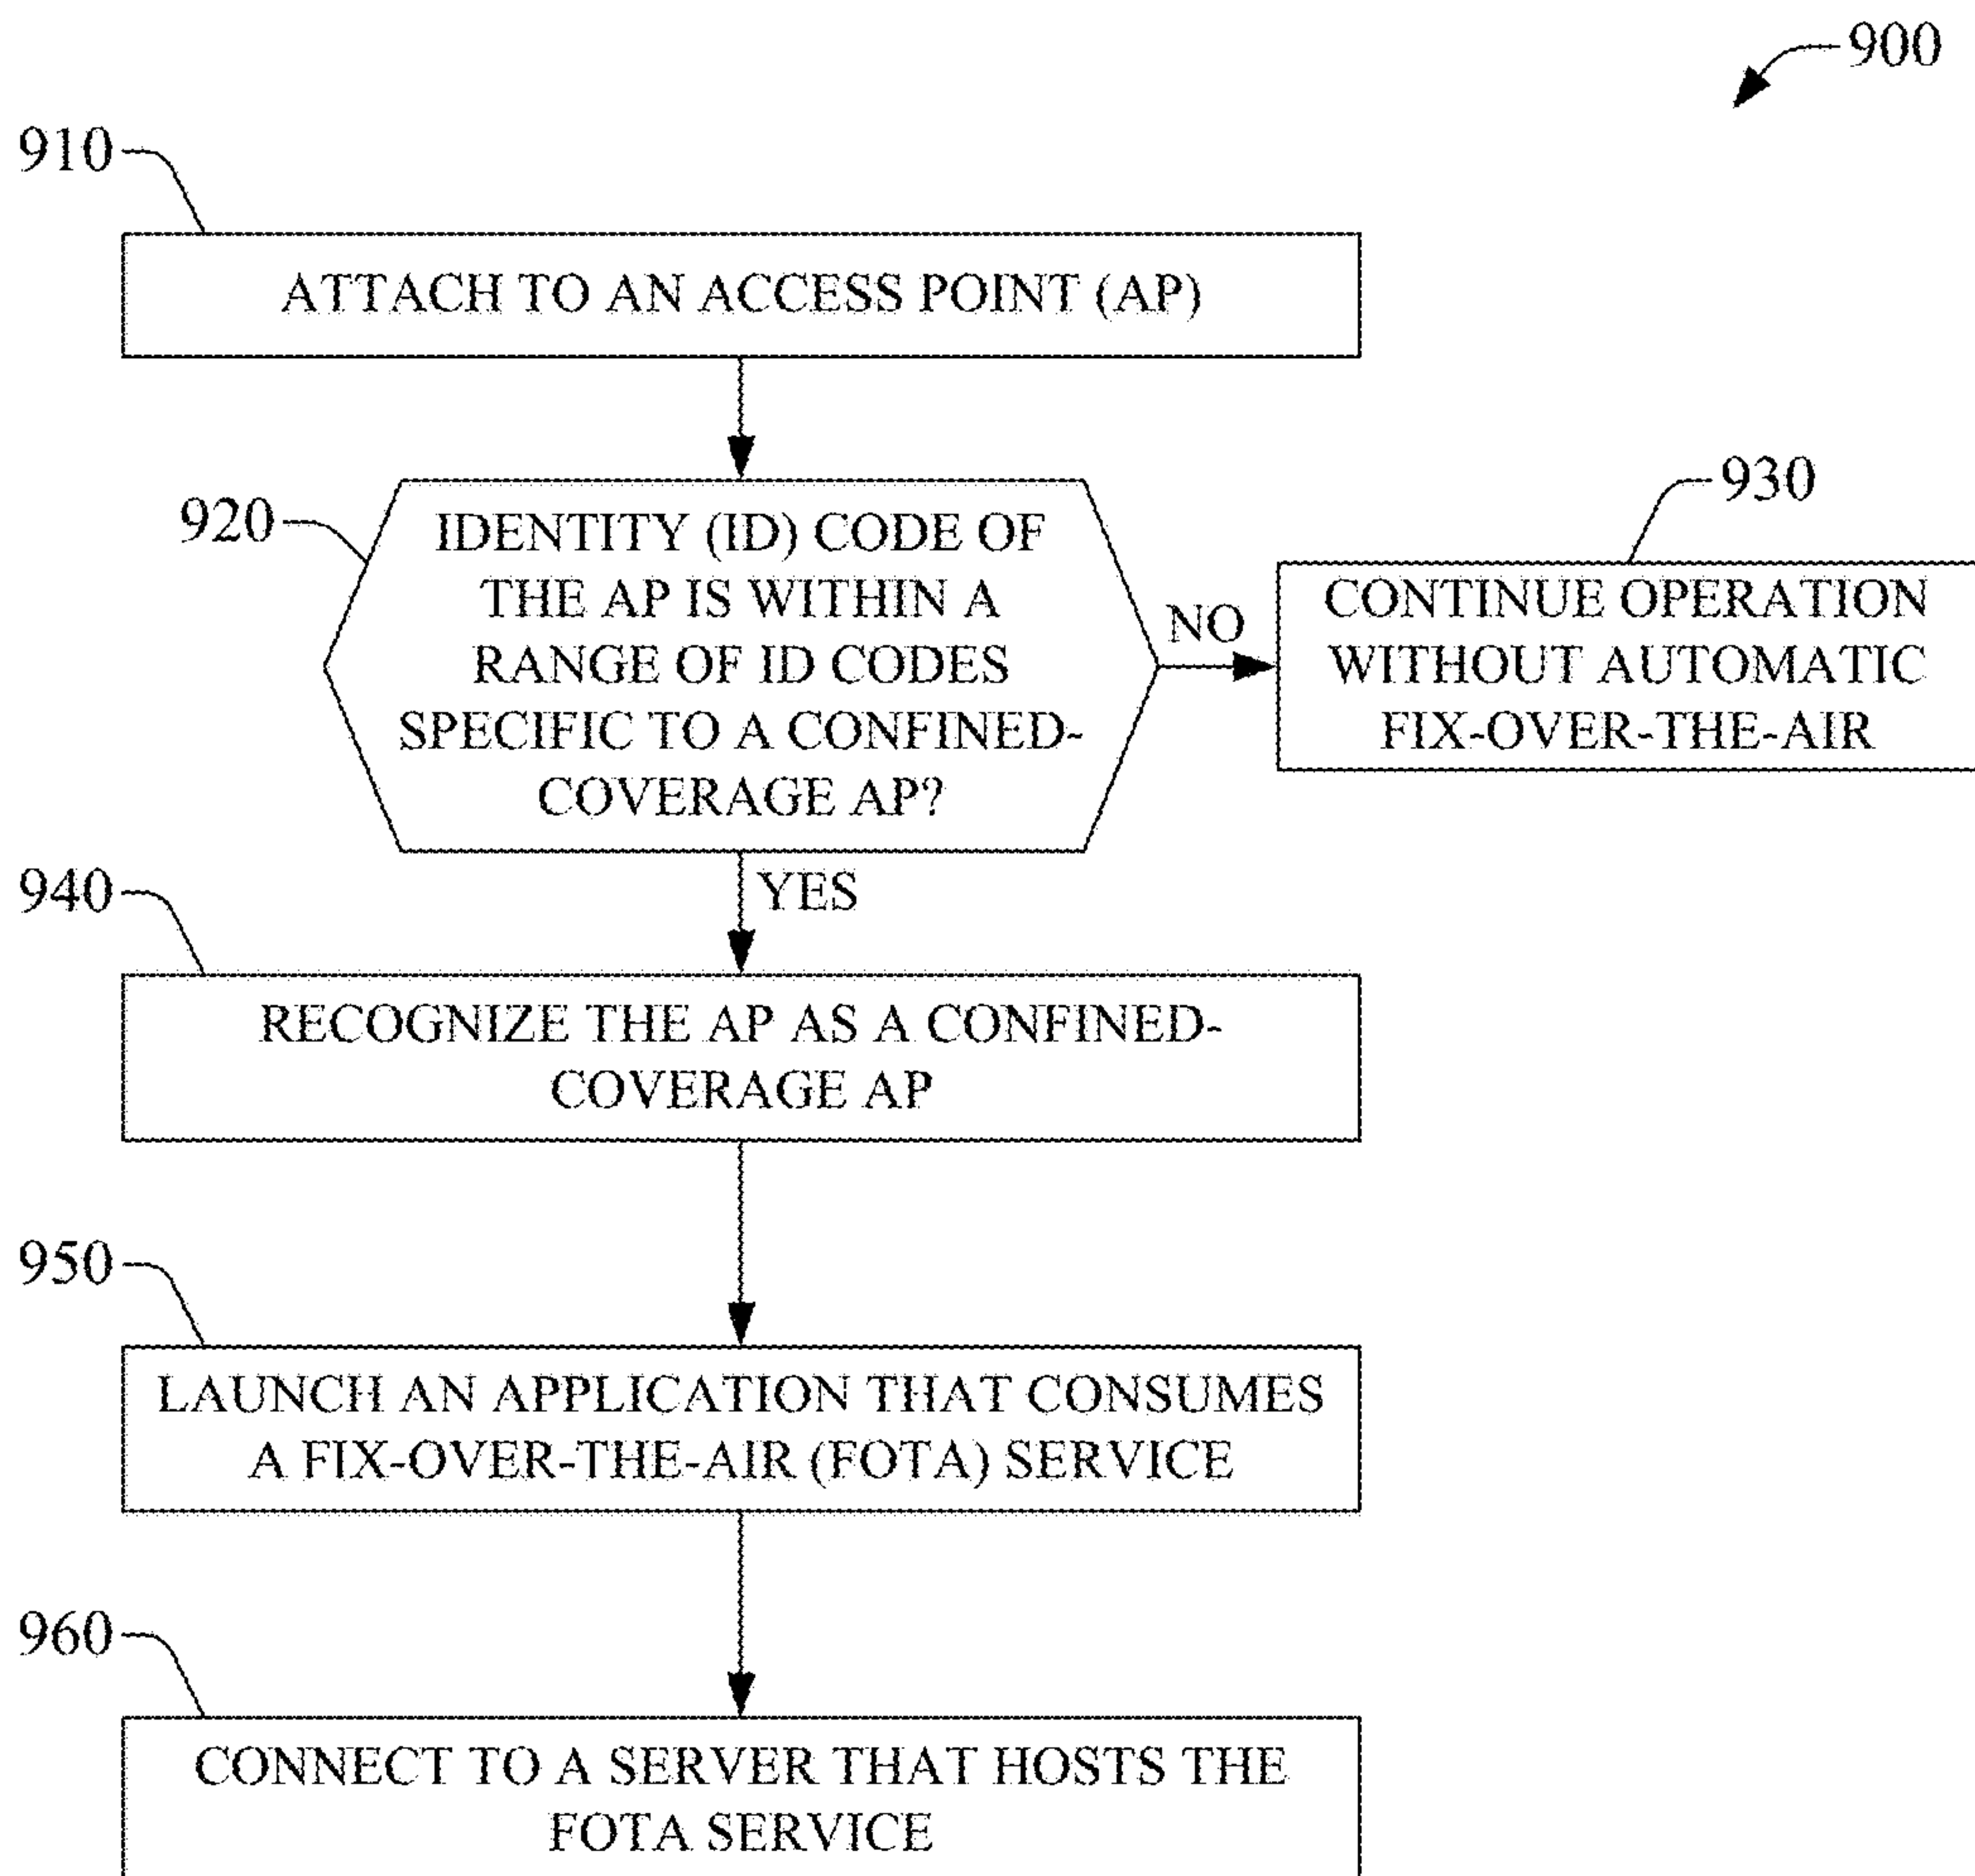 900
910
ATTACH TO AN ACCESS POINT (AP)
920
IDENTITY (ID) CODE OF
THE AP IS WITHIN A
RANGE OF ID CODES
SPECIFIC TO A CONFINED-
COVERAGE AP?
NO
930
CONTINUE OPERATION
WITHOUT AUTOMATIC
FIX-OVER-THE-AIR
YES
940
RECOGNIZE THE AP AS A CONFINED-
COVERAGE AP
950
LAUNCH AN APPLICATION THAT CONSUMES
A FIX-OVER-THE-AIR (FOTA) SERVICE
960
CONNECT TO A SERVER THAT HOSTS THE
FOTA SERVICE